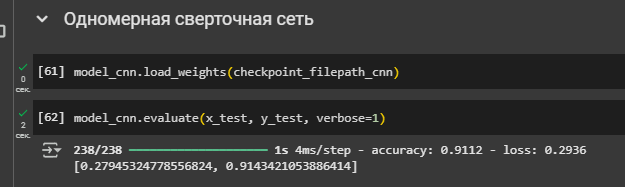 Одномерная сверточная сеть
[61] model_cnn.load_weights(checkpoint_filepath_cnn)
0
сек.
[62] model_cnn.evaluate(x_test, y_test, verbose=1)
2
сек.
238/238 ━━━━━━━━━━━━━━━━━━━━ 1s 4ms/step - accuracy: 0.9112 - loss: 0.2936
[0.27945324778556824, 0.9143421053886414]